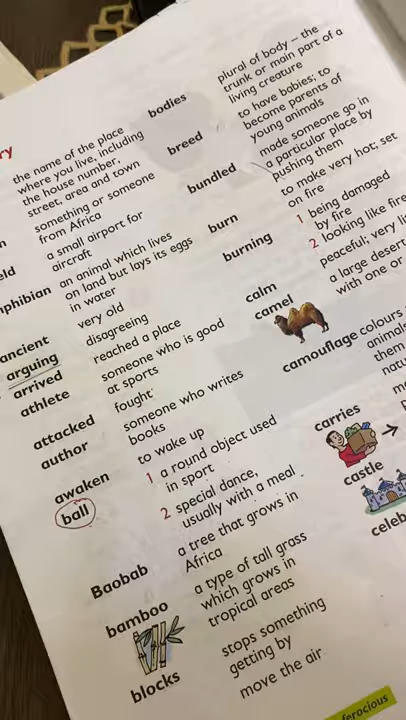 ry
the name of the place
where you live, including
the house number,
street, area and town
n something or someone
from Africa
eld a small airport for
aircraft
phibian an animal which lives
on land but lays its eggs
in water
ancient very old
arguing disagreeing
arrived reached a place
athlete someone who is good
at sports
attacked fought
author someone who writes
books
awaken to wake up
ball 1 a round object used
in sport
2 special dance,
usually with a meal
Baobab a tree that grows in
Africa
bamboo a type of tall grass
which grows in
tropical areas
blocks stops something
getting by
move the air
bodies plural of body – the
trunk or main part of a
living creature
breed to have babies; to
become parents of
young animals
bundled made someone go in
a particular place by
pushing them
burn to make very hot; set
on fire
burning 1 being damaged
by fire
2 looking like fire
calm peaceful; very
camel a large desert
with one or
camouflage colours
animals
them
natu
carries
castle
celeb
ferocious